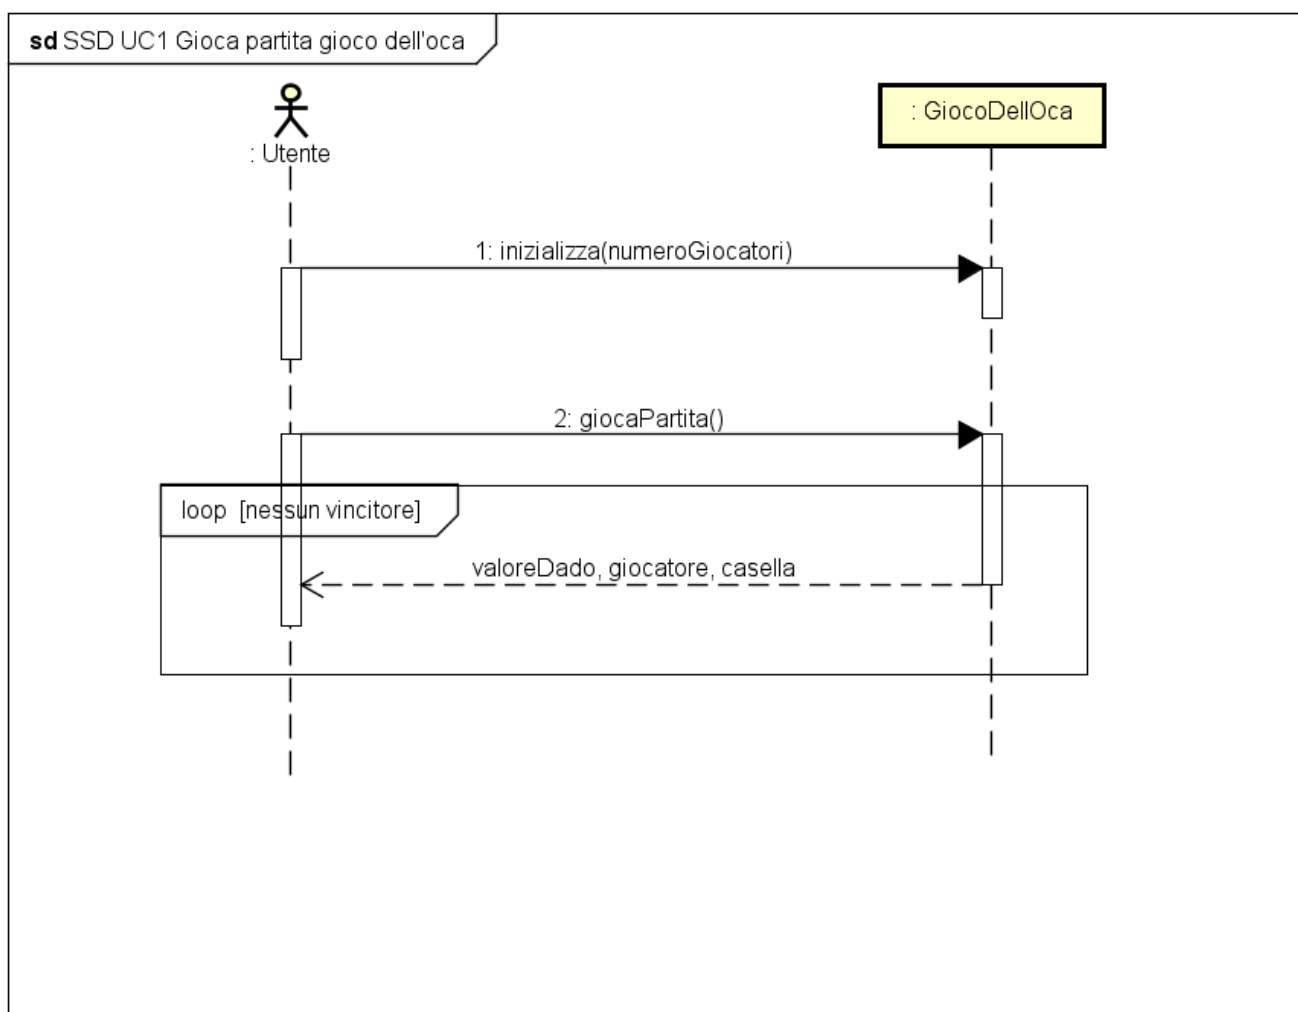 sd SSD UC1 Gioca partita gioco dell'oca
: Utente
: GiocoDellOca
1: inizializza(numeroGiocatori)
2: giocaPartita()
loop [nessun vincitore]
valoreDado, giocatore, casella